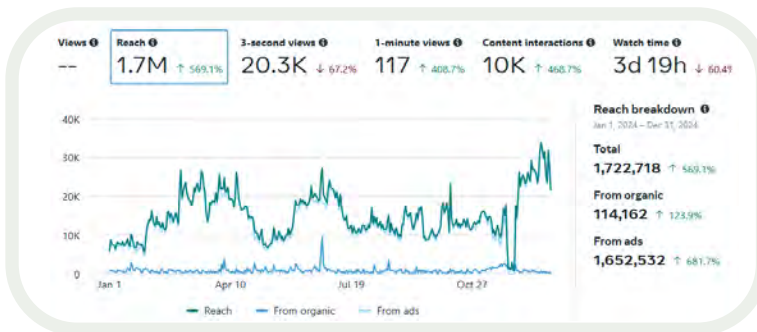 Views Reach 3-second views 1-minute views Content interactions Watch time
-- 1.7M ↑ 569.1% 20.3K ↓ 67.2% 117 ↑ 408.7% 10K ↑ 468.7% 3d 19h ↓ 60.4%
Reach breakdown
Jan 1, 2024 – Dec 31, 2024
Total
1,722,718 ↑ 569.1%
From organic
114,162 ↑ 123.9%
From ads
1,652,532 ↑ 681.7%
40K
30K
20K
10K
0
Jan 1 Apr 10 Jul 19 Oct 27
Reach From organic From ads